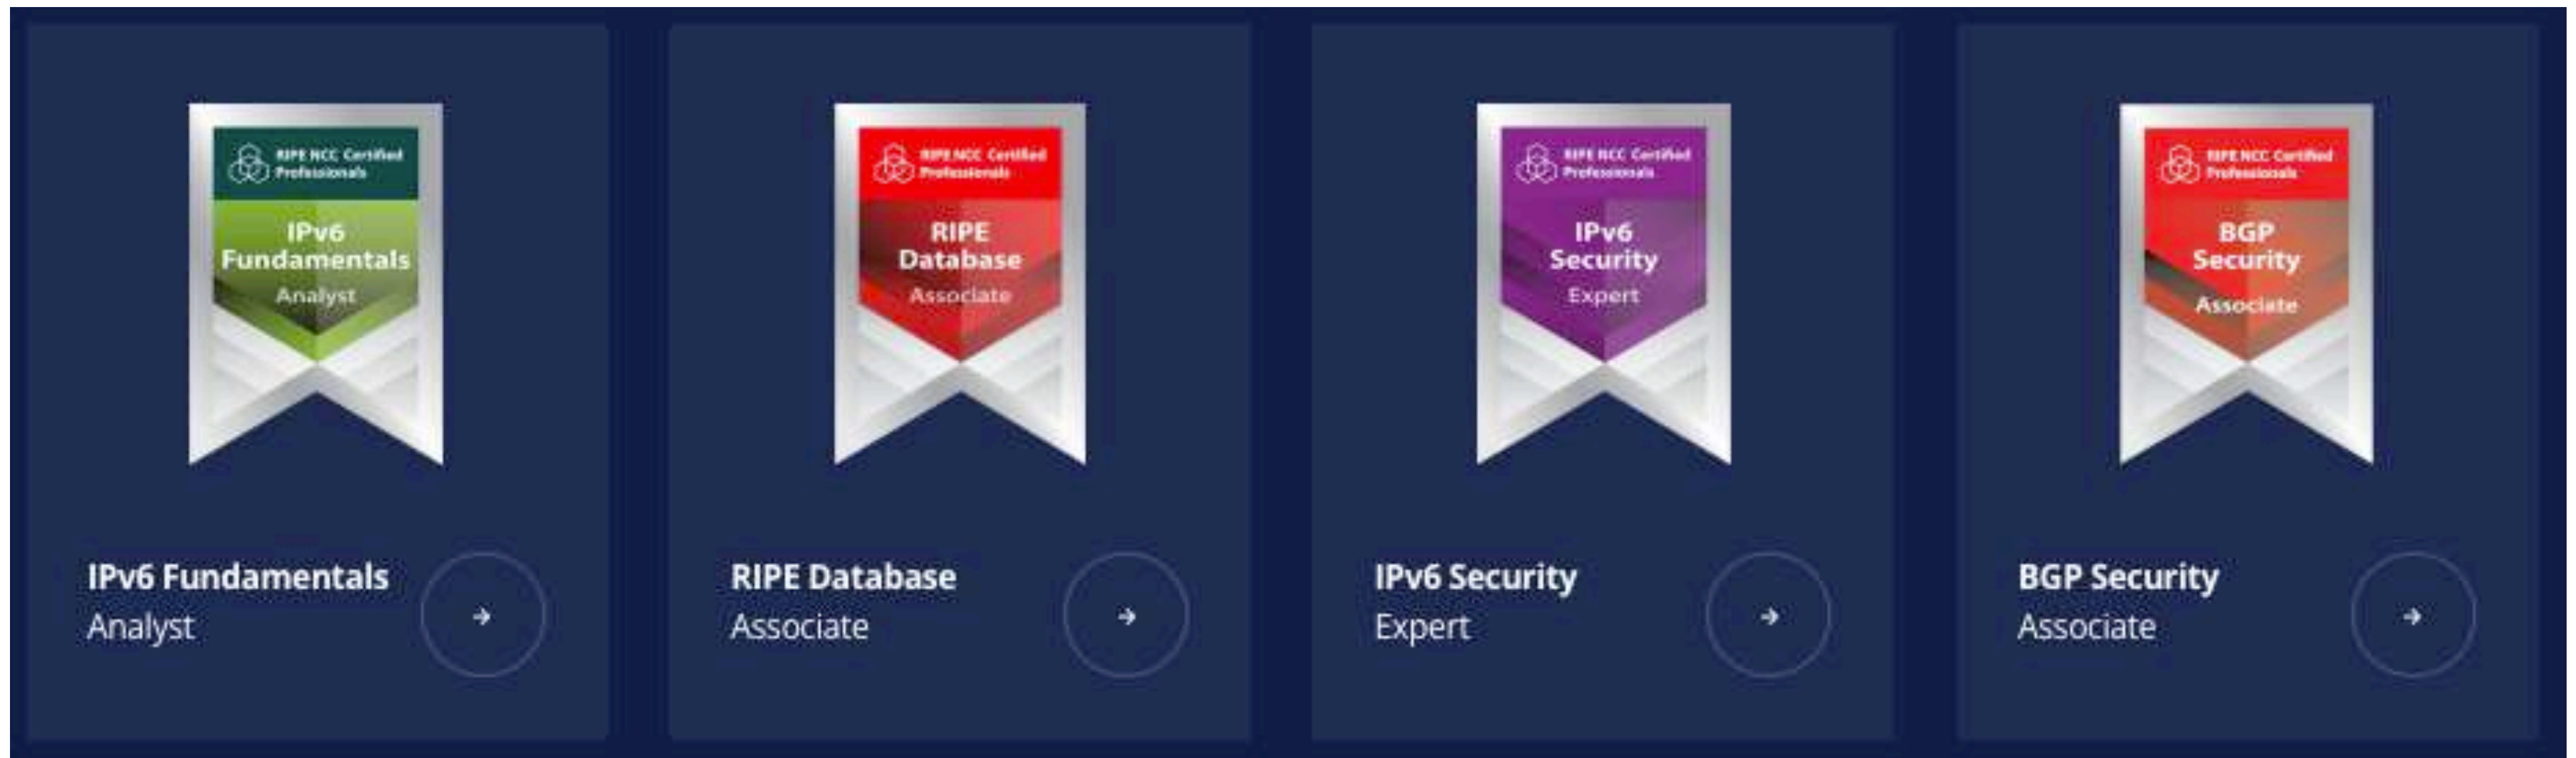 RIPE NCC Certified
Professionals
IPv6
Fundamentals
Analyst
IPv6 Fundamentals
Analyst
RIPE NCC Certified
Professionals
RIPE
Database
Associate
RIPE Database
Associate
RIPE NCC Certified
Professionals
IPv6
Security
Expert
IPv6 Security
Expert
RIPE NCC Certified
Professionals
BGP
Security
Associate
BGP Security
Associate